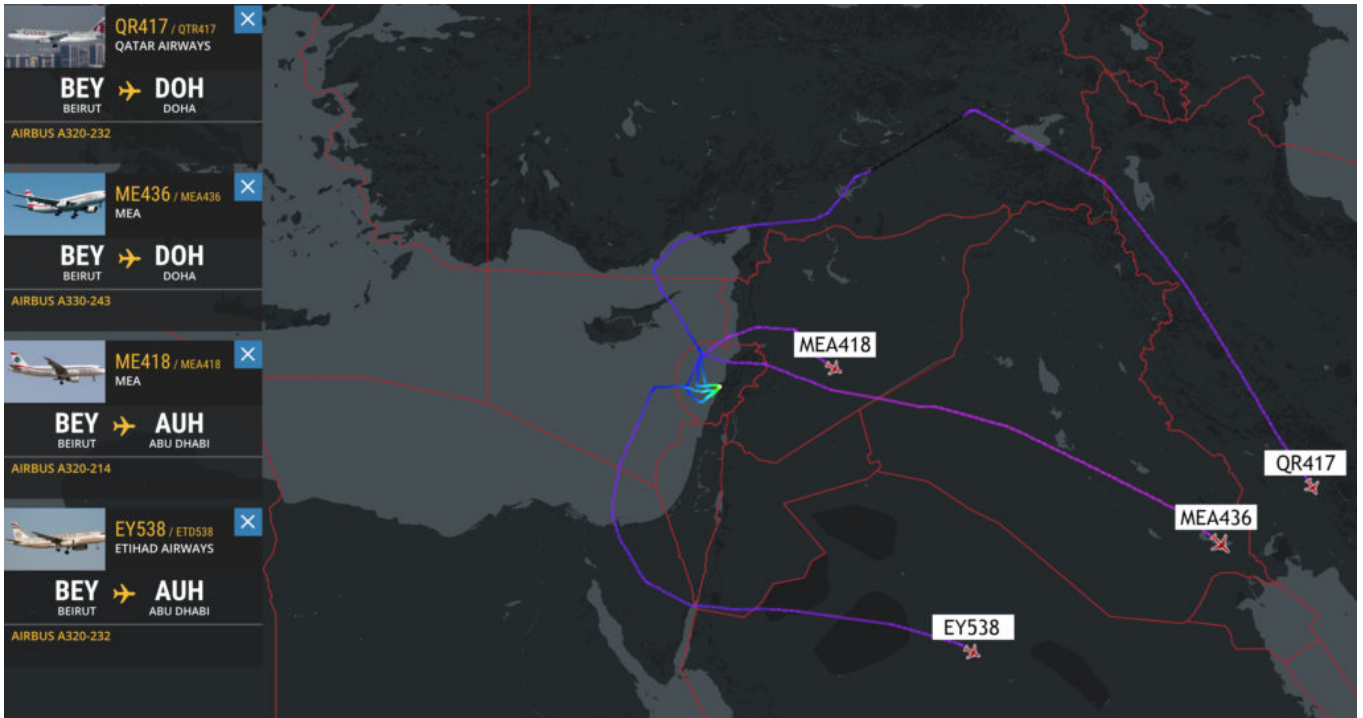 QR417 / QTR417
QATAR AIRWAYS
BEY DOH
BEIRUT DOHA
AIRBUS A320-232
ME436 / MEA436
MEA
BEY DOH
BEIRUT DOHA
AIRBUS A330-243
ME418 / MEA418
MEA
BEY AUH
BEIRUT ABU DHABI
AIRBUS A320-214
EY538 / ETD538
ETIHAD AIRWAYS
BEY AUH
BEIRUT ABU DHABI
AIRBUS A320-232
MEA418
QR417
MEA436
EY538